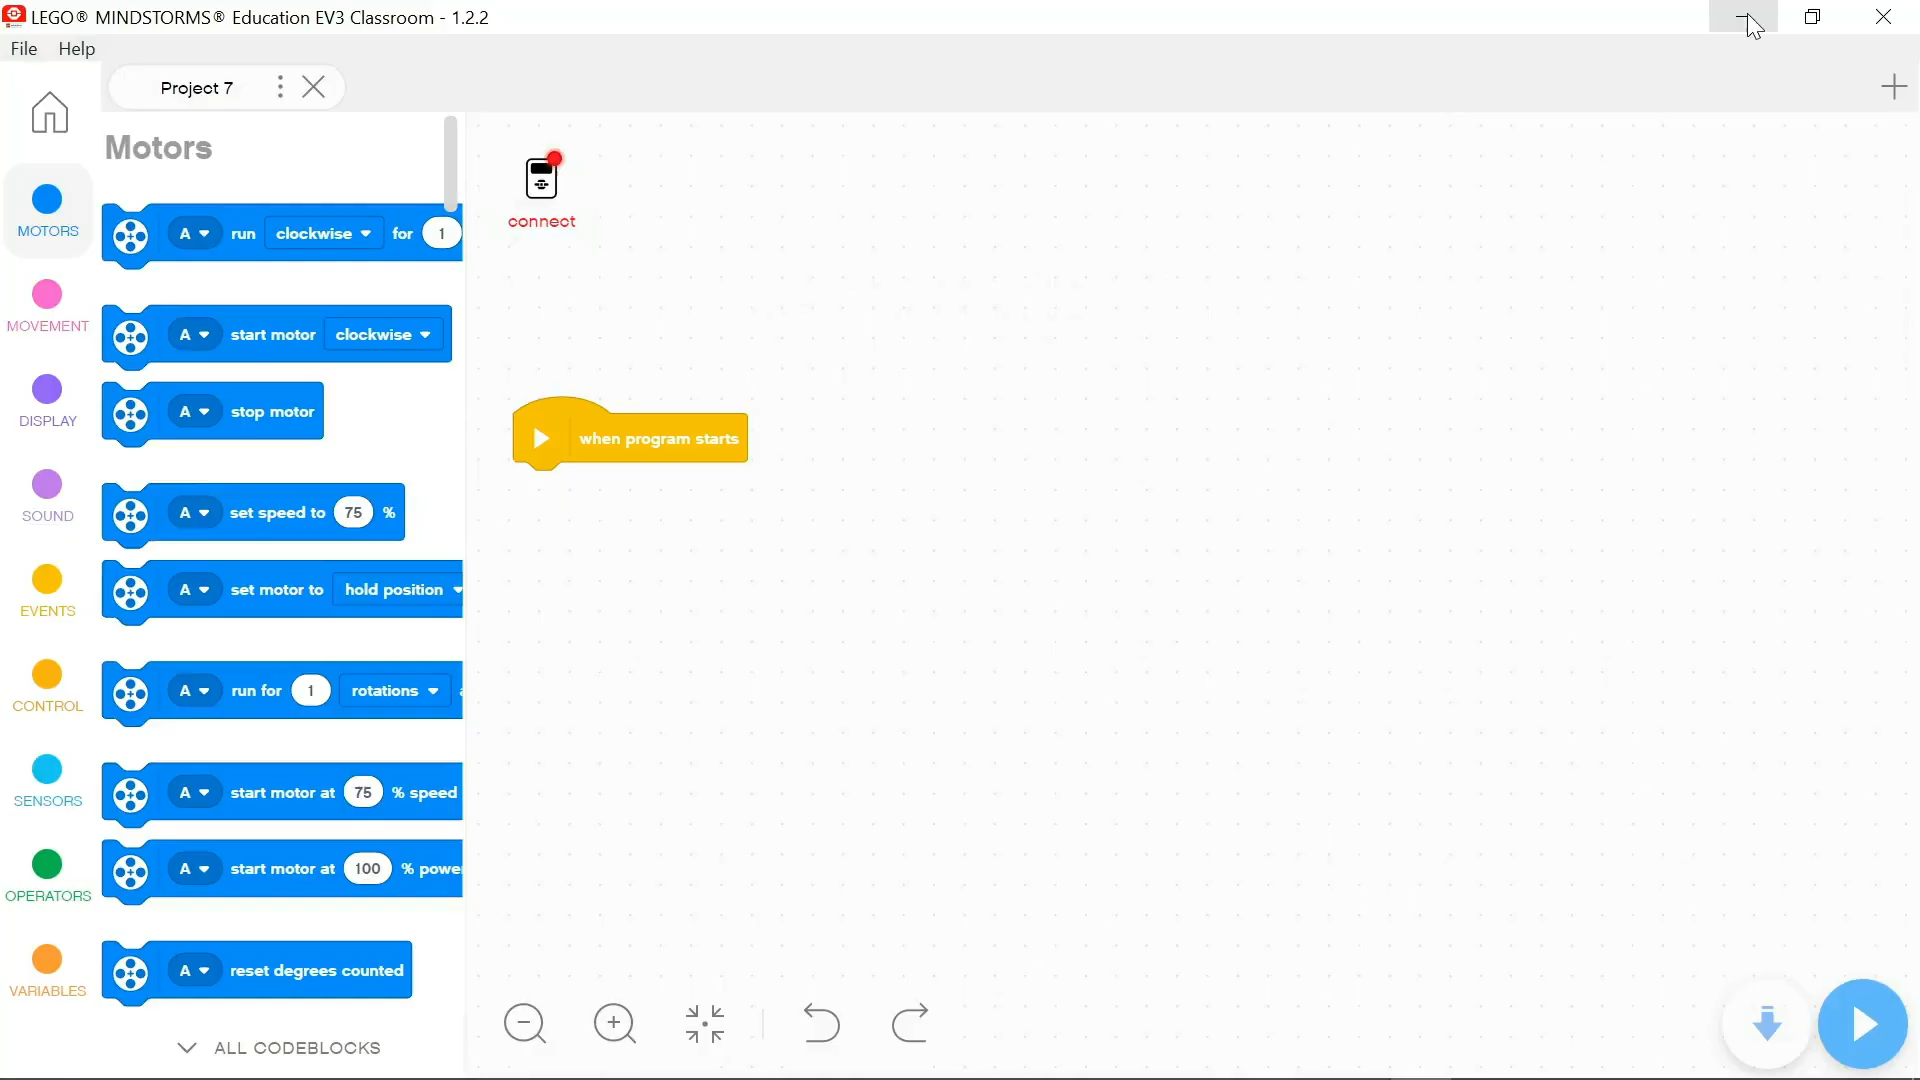 LEGO® MINDSTORMS® Education EV3 Classroom - 1.2.2
File Help
Project 7
Motors
MOTORS
MOVEMENT
DISPLAY
SOUND
EVENTS
CONTROL
SENSORS
OPERATORS
VARIABLES
A run clockwise for 1
A start motor clockwise
A stop motor
A set speed to 75 %
A set motor to hold position
A run for 1 rotations
A start motor at 75 % speed
A start motor at 100 % powe
A reset degrees counted
ALL CODEBLOCKS
connect
when program starts